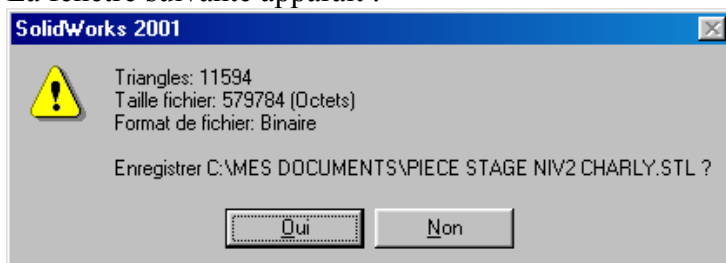 La fenêtre suivante apparaît :
SolidWorks 2001
Triangles: 11594
Taille fichier: 579784 (Octets)
Format de fichier: Binaire
Enregistrer C:\MES DOCUMENTS\PIECE STAGE NIV2 CHARLY.STL ?
Oui
Non